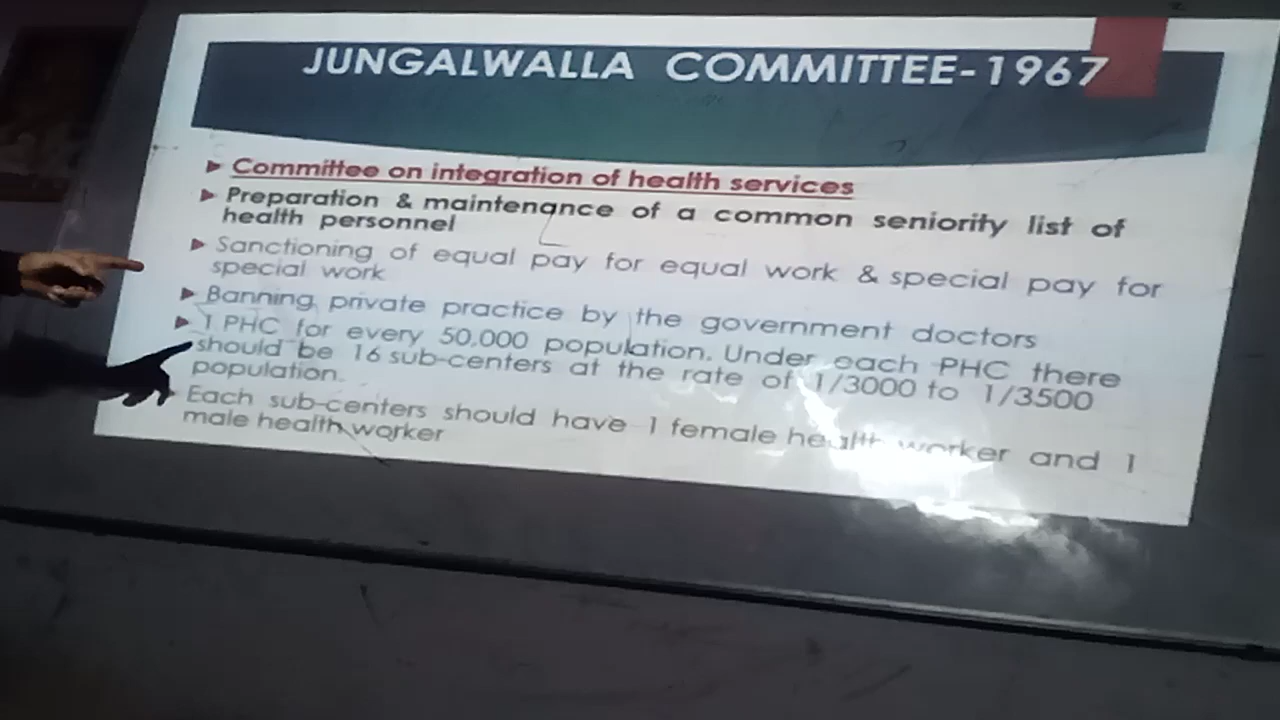 JUNGALWALLA COMMITTEE-1967
Committee on integration of health services
Preparation & maintenance of a common seniority list of
health personnel
Sanctioning of equal pay for equal work & special pay for
special work
Banning private practice by the government doctors
1 PHC for every 50,000 population. Under each PHC there
should be 16 sub-centers at the rate of 1/3000 to 1/3500
population.
Each sub-centers should have 1 female health worker and 1
male health worker